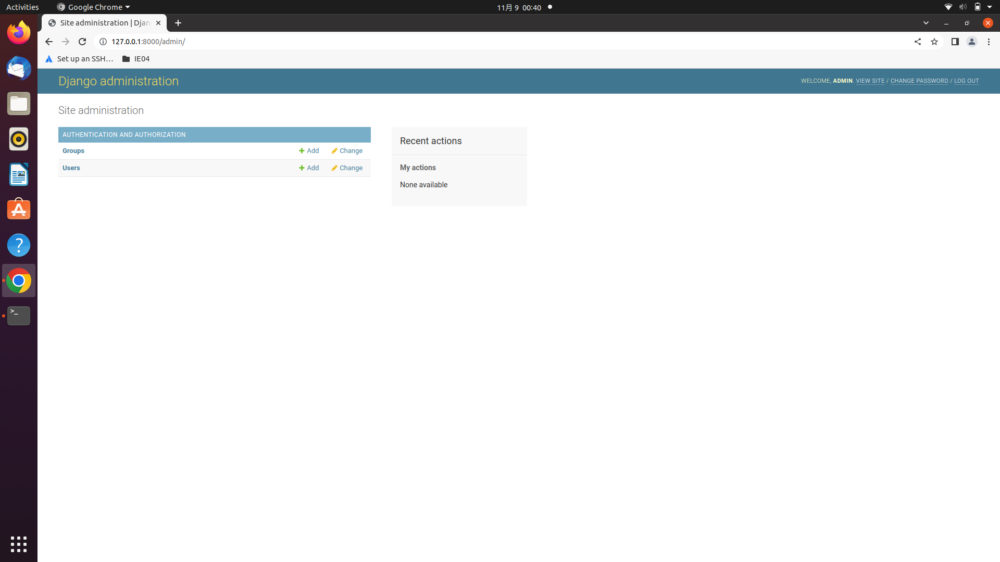 Activities
Google Chrome
11月 9 00:40
Site administration | Djan
127.0.0.1:8000/admin/
Set up an SSH...
IE04
Django administration
WELCOME, ADMIN. VIEW SITE / CHANGE PASSWORD / LOG OUT
Site administration
AUTHENTICATION AND AUTHORIZATION
Groups Add Change
Users Add Change
Recent actions
My actions
None available